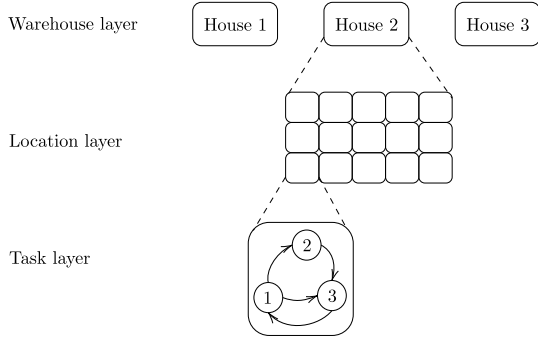 Warehouse layer
House 1
House 2
House 3
Location layer
Task layer
2
1
3